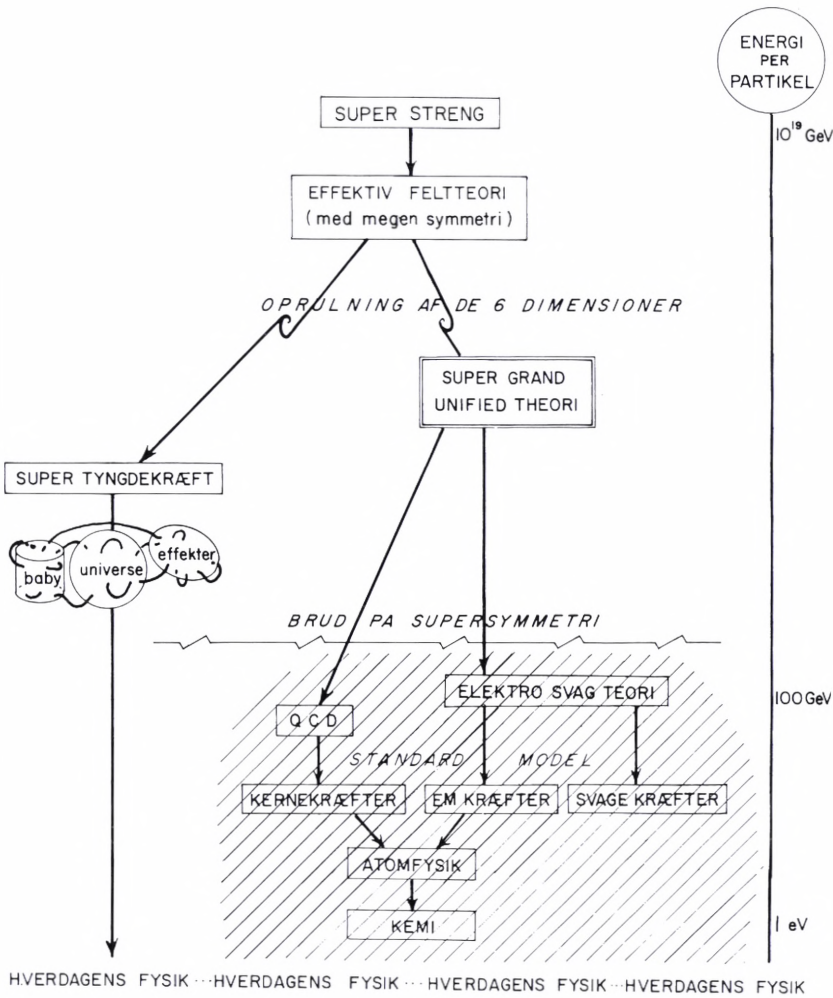 ENERGI
PER
PARTIKEL
10¹⁹ GeV
SUPER STRENG
EFFEKTIV FELTTEORI
(med megen symmetri)
OPRULNING AF DE 6 DIMENSIONER
SUPER GRAND
UNIFIED THEORI
SUPER TYNGDEKRÆFT
baby universe effekter
BRUD PA SUPERSYMMETRI
ELEKTRO SVAG TEORI
100 GeV
QCD
STANDARD MODEL
KERNEKRÆFTER EM KRÆFTER SVAGE KRÆFTER
ATOMFYSIK
KEMI
1 eV
H.VERDAGENS FYSIK ··· HVERDAGENS FYSIK ··· HVERDAGENS FYSIK ··· HVERDAGENS FYSIK